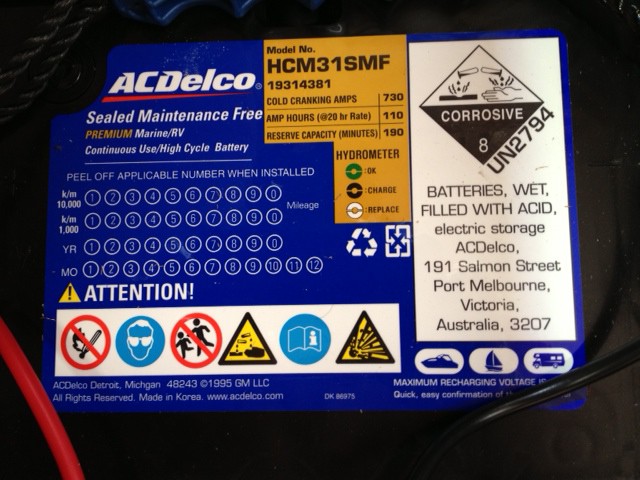 ACDelco
Sealed Maintenance Free
PREMIUM Marine/RV
Continuous Use/High Cycle Battery
Model No.
HCM31SMF
19314381
COLD CRANKING AMPS 730
AMP HOURS (@20 hr Rate) 110
RESERVE CAPACITY (MINUTES) 190
HYDROMETER
:OK
:CHARGE
:REPLACE
PEEL OFF APPLICABLE NUMBER WHEN INSTALLED
k/m 10,000 1 2 3 4 5 6 7 8 9 0 Mileage
k/m 1,000 1 2 3 4 5 6 7 8 9 0
YR 1 2 3 4 5 6 7 8 9 0
MO 1 2 3 4 5 6 7 8 9 10 11 12
ATTENTION!
ACDelco Detroit, Michgan 48243 ©1995 GM LLC
All Rights Reserved. Made in Korea. www.acdelco.com
DK 86975
CORROSIVE
8
UN2794
BATTERIES, WET,
FILLED WITH ACID,
electric storage
ACDelco,
191 Salmon Street
Port Melbourne,
Victoria,
Australia, 3207
MAXIMUM RECHARGING VOLTAGE
Quick, easy confirmation of